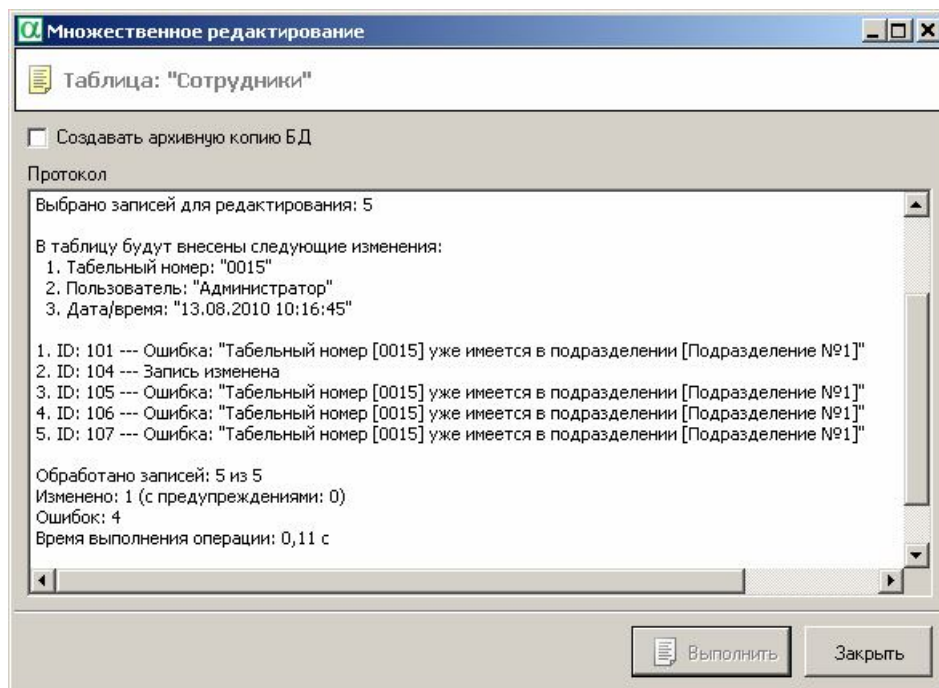 Множественное редактирование
Таблица: "Сотрудники"
Создавать архивную копию БД
Протокол
Выбрано записей для редактирования: 5
В таблицу будут внесены следующие изменения:
1. Табельный номер: "0015"
2. Пользователь: "Администратор"
3. Дата/время: "13.08.2010 10:16:45"
1. ID: 101 --- Ошибка: "Табельный номер [0015] уже имеется в подразделении [Подразделение №1]"
2. ID: 104 --- Запись изменена
3. ID: 105 --- Ошибка: "Табельный номер [0015] уже имеется в подразделении [Подразделение №1]"
4. ID: 106 --- Ошибка: "Табельный номер [0015] уже имеется в подразделении [Подразделение №1]"
5. ID: 107 --- Ошибка: "Табельный номер [0015] уже имеется в подразделении [Подразделение №1]"
Обработано записей: 5 из 5
Изменено: 1 (с предупреждениями: 0)
Ошибок: 4
Время выполнения операции: 0,11 с
Выполнить
Закрыть